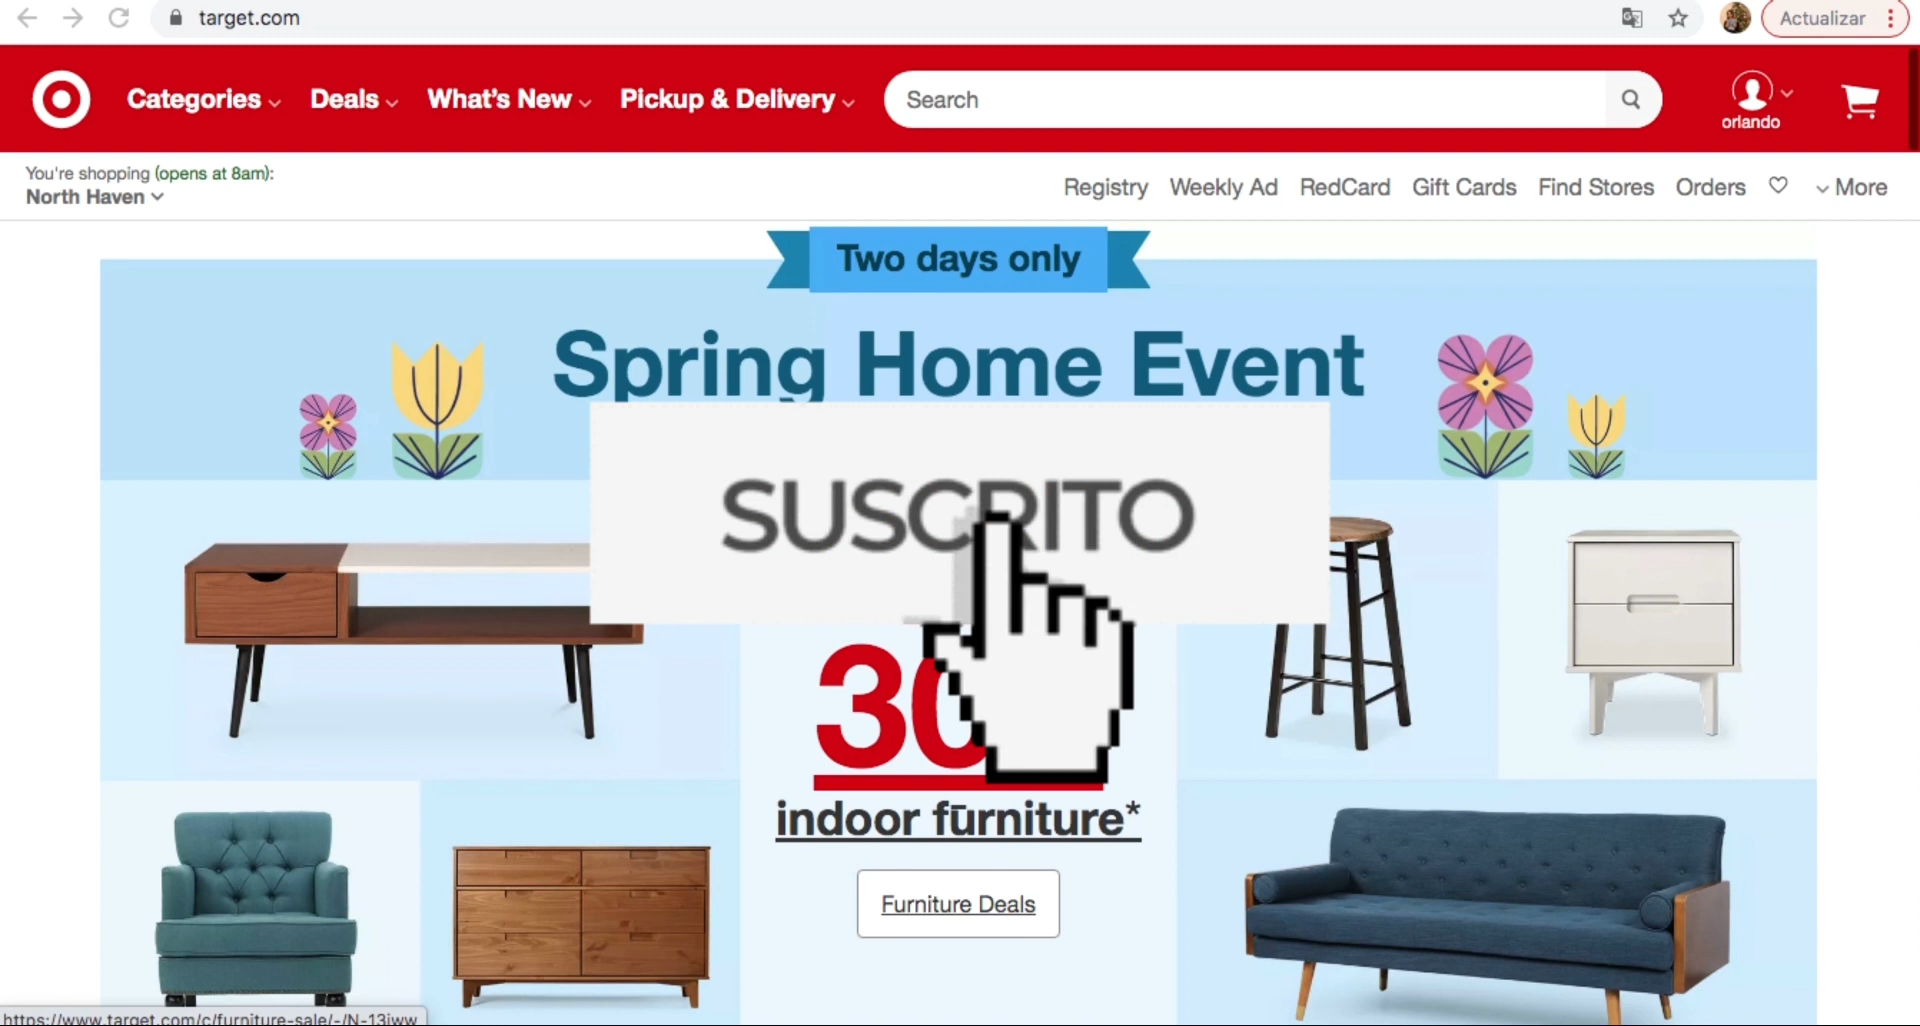 target.com
Actualizar
Categories
Deals
What's New
Pickup & Delivery
Search
orlando
You're shopping (opens at 8am):
North Haven
Registry
Weekly Ad
RedCard
Gift Cards
Find Stores
Orders
More
Two days only
Spring Home Event
SUSCRITO
30
indoor furniture*
Furniture Deals
https://www.target.com/c/furniture-sale/-/N-13jww